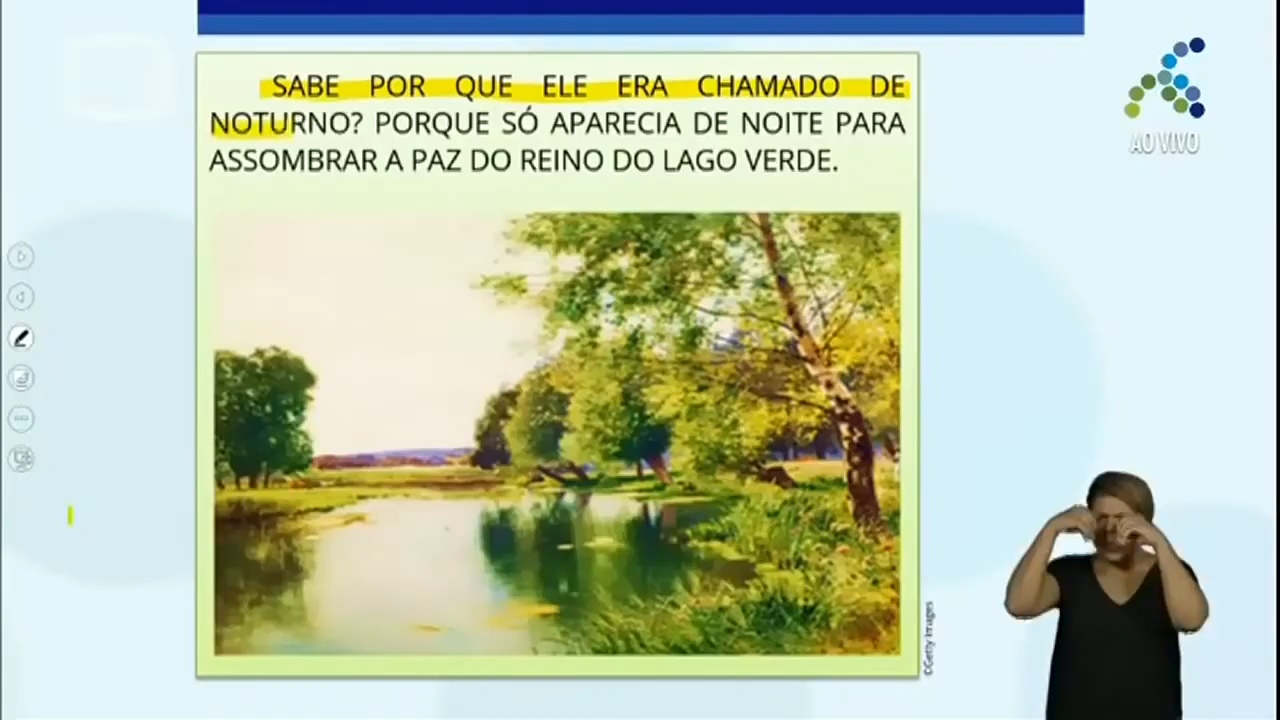 SABE POR QUE ELE ERA CHAMADO DE
NOTURNO? PORQUE SÓ APARECIA DE NOITE PARA
ASSOMBRAR A PAZ DO REINO DO LAGO VERDE.
AO VIVO
©Getty Images